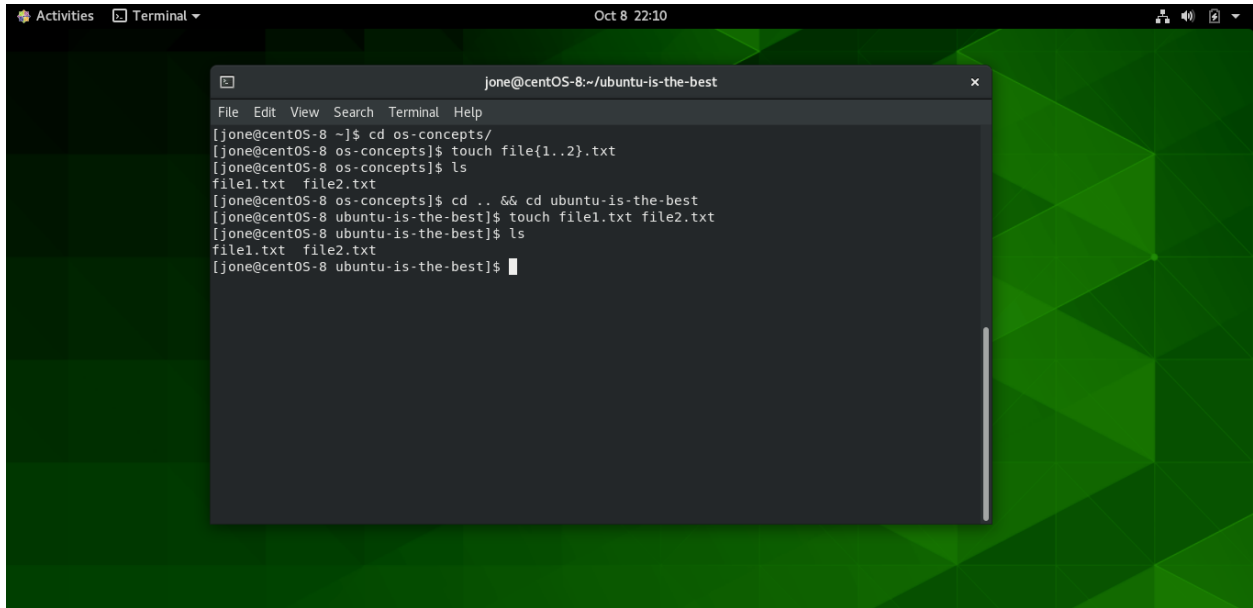 Activities Terminal Oct 8 22:10
jone@centOS-8:~/ubuntu-is-the-best
File Edit View Search Terminal Help
[jone@centOS-8 ~]$ cd os-concepts/
[jone@centOS-8 os-concepts]$ touch file{1..2}.txt
[jone@centOS-8 os-concepts]$ ls
file1.txt  file2.txt
[jone@centOS-8 os-concepts]$ cd .. && cd ubuntu-is-the-best
[jone@centOS-8 ubuntu-is-the-best]$ touch file1.txt file2.txt
[jone@centOS-8 ubuntu-is-the-best]$ ls
file1.txt  file2.txt
[jone@centOS-8 ubuntu-is-the-best]$